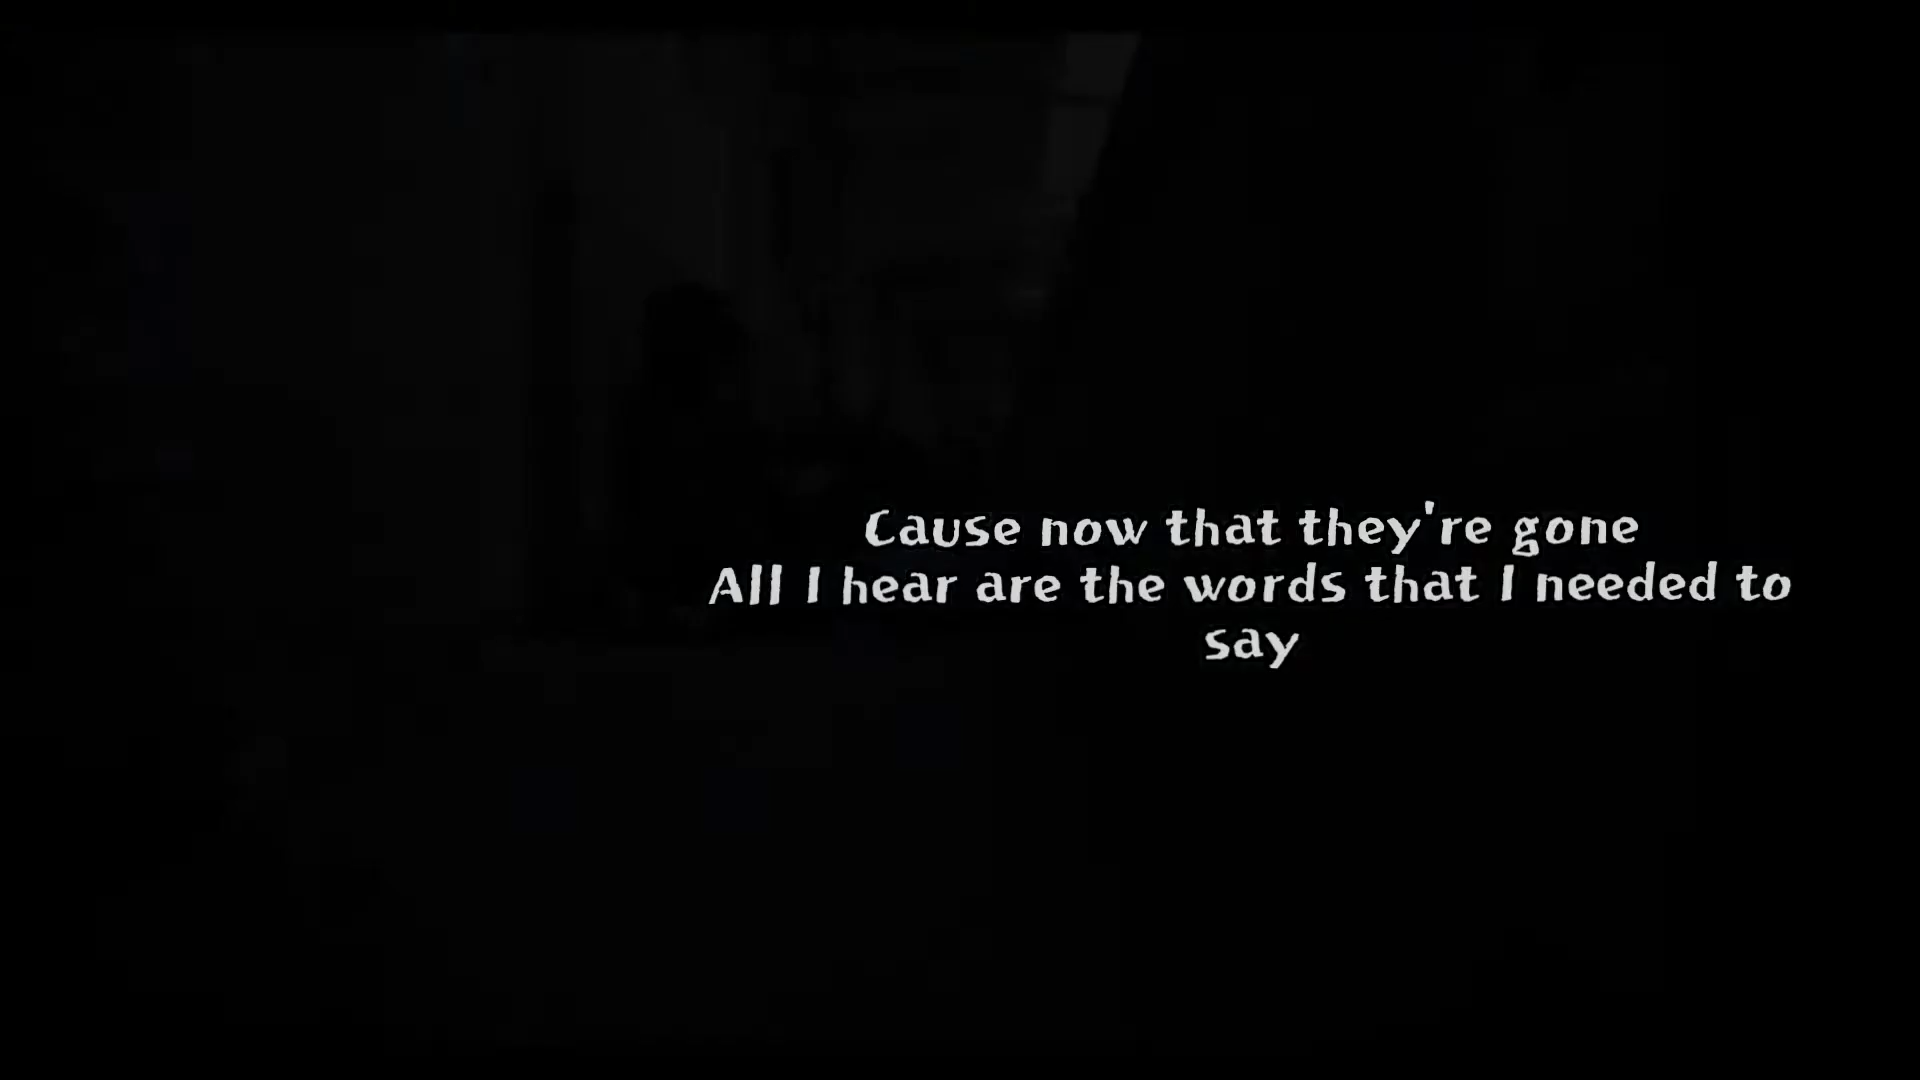 Cause now that they're gone
All I hear are the words that I needed to
say